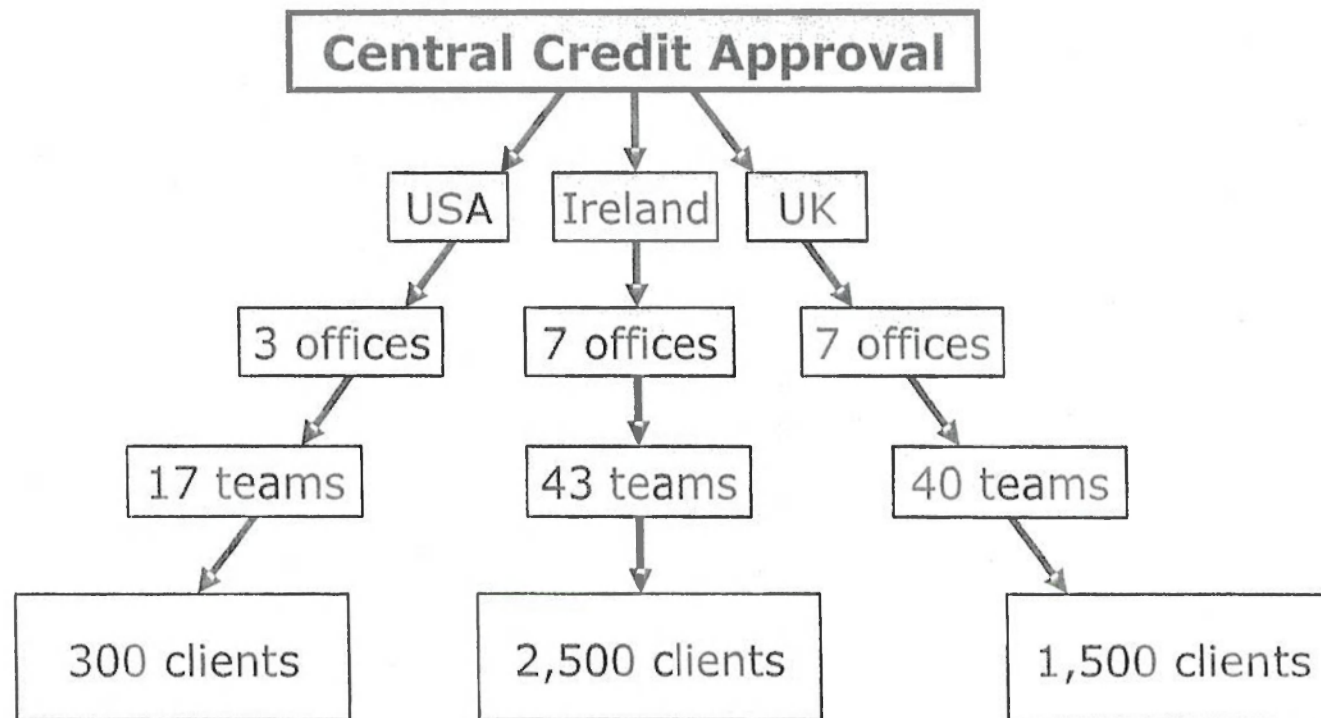 Central Credit Approval
USA
Ireland
UK
3 offices
7 offices
7 offices
17 teams
43 teams
40 teams
300 clients
2,500 clients
1,500 clients